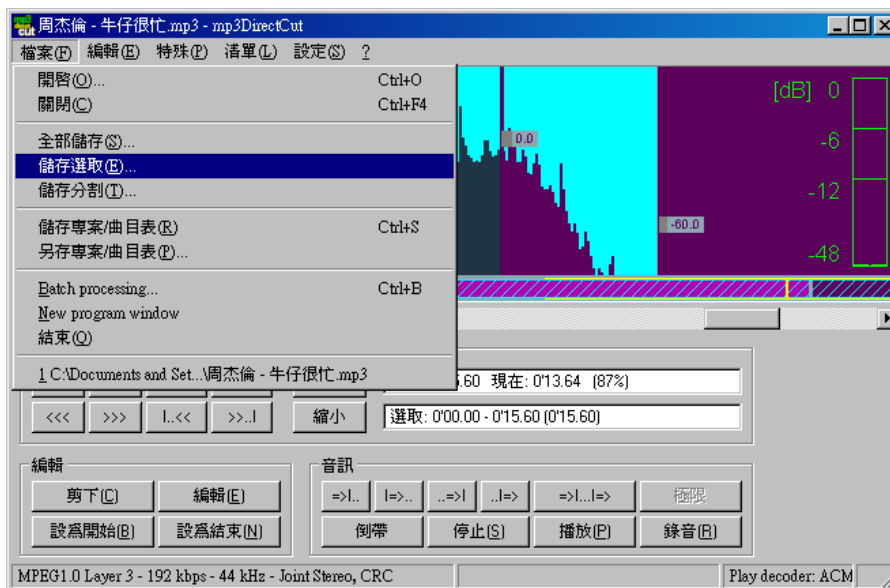 周杰倫 - 牛仔很忙.mp3 - mp3DirectCut
檔案(F) 編輯(E) 特殊(P) 清單(L) 設定(S) ?
開啓(O)... Ctrl+O
關閉(C) Ctrl+F4
全部儲存(S)...
儲存選取(E)...
儲存分割(T)...
儲存專案/曲目表(R) Ctrl+S
另存專案/曲目表(P)...
Batch processing... Ctrl+B
New program window
結束(Q)
1 C:\Documents and Set...\周杰倫 - 牛仔很忙.mp3
[dB] 0
-6
-12
-48
0.0
-60.0
.60 現在: 0'13.64 (87%)
<<< >>> I..<< >>..I 縮小 選取: 0'00.00 - 0'15.60 (0'15.60)
編輯
剪下(C) 編輯(E)
設爲開始(B) 設爲結束(N)
音訊
=>I.. I=>.. ..=>I ..I=> =>I...I=> 極限
倒帶 停止(S) 播放(P) 錄音(R)
MPEG1.0 Layer 3 - 192 kbps - 44 kHz - Joint Stereo, CRC
Play decoder: ACM